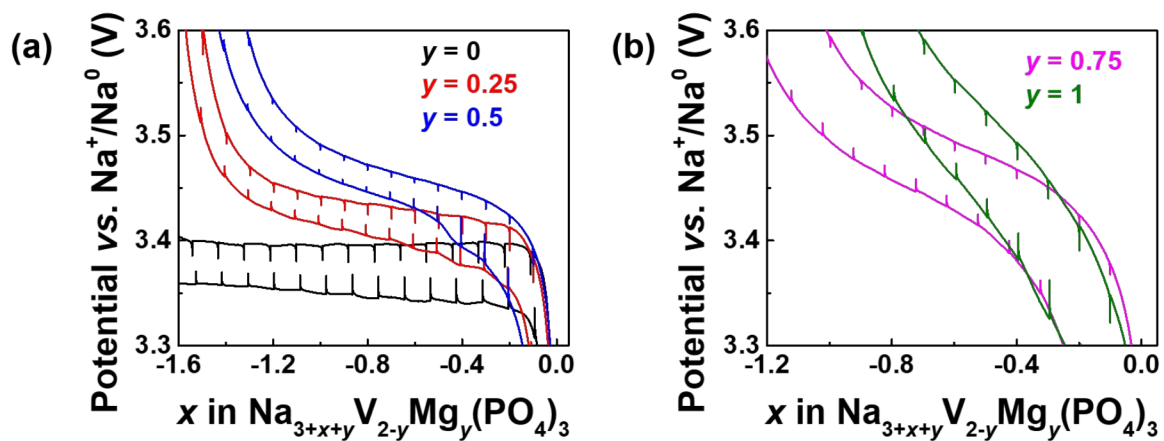 (a)
Potential vs. Na⁺/Na⁰ (V)
3.6
3.5
3.4
3.3
y = 0
y = 0.25
y = 0.5
-1.6 -1.2 -0.8 -0.4 0.0
x in Na₃₊ₓ₊yV₂₋yMgy(PO₄)₃
(b)
Potential vs. Na⁺/Na⁰ (V)
3.6
3.5
3.4
3.3
y = 0.75
y = 1
-1.2 -0.8 -0.4 0.0
x in Na₃₊ₓ₊yV₂₋yMgy(PO₄)₃